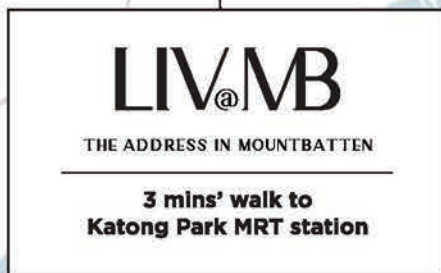 LIV@MB
THE ADDRESS IN MOUNTBATTEN
3 mins’ walk to
Katong Park MRT station